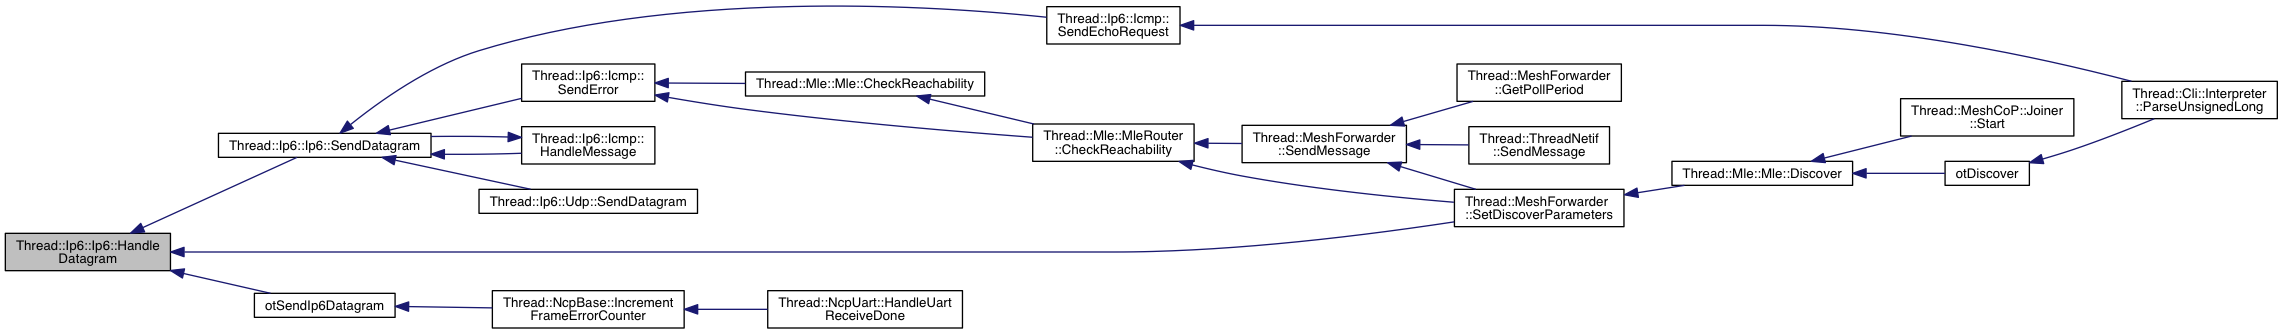 Thread::Ip6::Ip6::Handle
Datagram
Thread::Ip6::Ip6::SendDatagram
otSendIp6Datagram
Thread::Ip6::Icmp::
SendError
Thread::Ip6::Icmp::
HandleMessage
Thread::Ip6::Udp::SendDatagram
Thread::NcpBase::Increment
FrameErrorCounter
Thread::Mle::Mle::CheckReachability
Thread::NcpUart::HandleUart
ReceiveDone
Thread::Ip6::Icmp::
SendEchoRequest
Thread::Mle::MleRouter
::CheckReachability
Thread::MeshForwarder
::SendMessage
Thread::MeshForwarder
::GetPollPeriod
Thread::ThreadNetif
::SendMessage
Thread::MeshForwarder
::SetDiscoverParameters
Thread::Mle::Mle::Discover
Thread::MeshCoP::Joiner
::Start
otDiscover
Thread::Cli::Interpreter
::ParseUnsignedLong